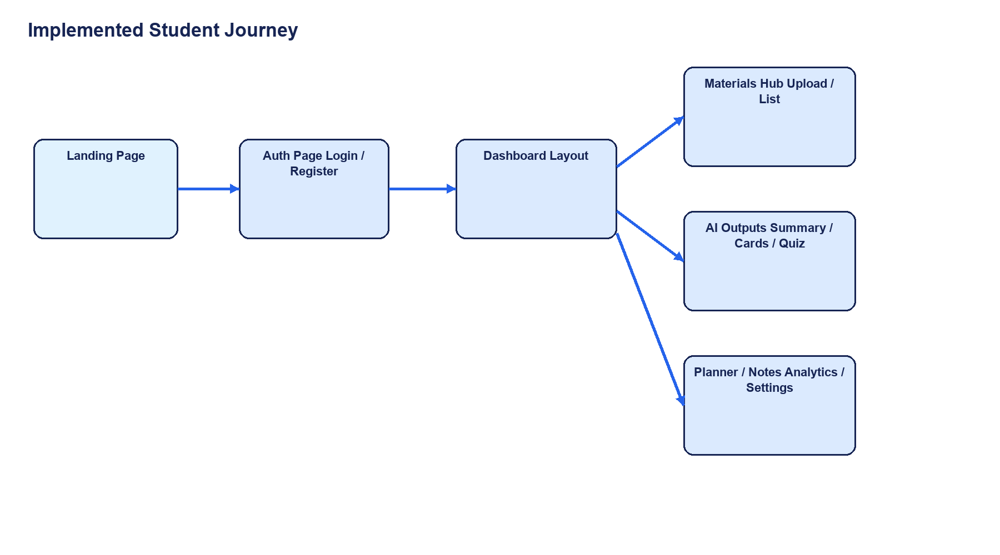 Implemented Student Journey
Landing Page
Auth Page Login /
Register
Dashboard Layout
Materials Hub Upload /
List
AI Outputs Summary /
Cards / Quiz
Planner / Notes Analytics /
Settings